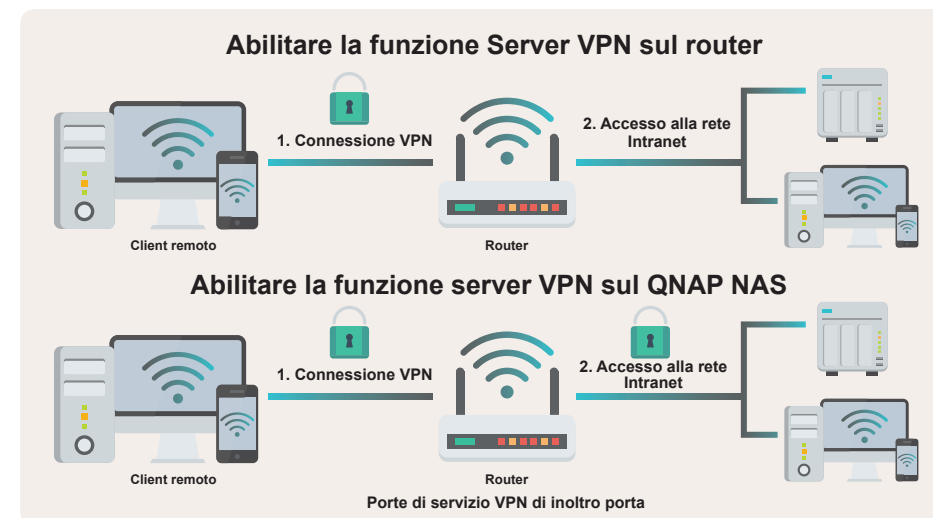 Abilitare la funzione Server VPN sul router
1. Connessione VPN
2. Accesso alla rete
Intranet
Client remoto
Router
Abilitare la funzione server VPN sul QNAP NAS
1. Connessione VPN
2. Accesso alla rete
Intranet
Client remoto
Router
Porte di servizio VPN di inoltro porta